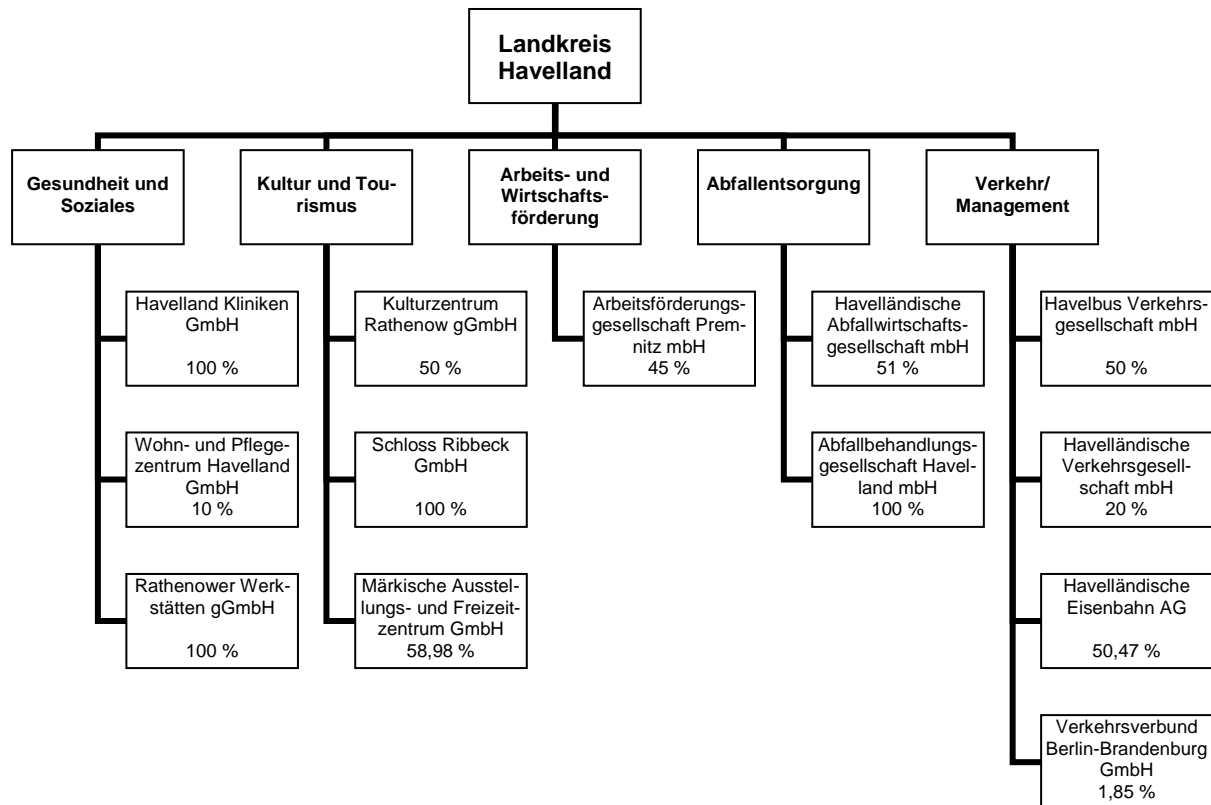 Landkreis
Havelland
Gesundheit und
Soziales
Kultur und Tou-
rismus
Arbeits- und
Wirtschafts-
förderung
Abfallentsorgung
Verkehr/
Management
Havelland Kliniken
GmbH
100 %
Kulturzentrum
Rathenow gGmbH
50 %
Arbeitsförderungs-
gesellschaft Prem-
nitz mbH
45 %
Havelländische
Abfallwirtschafts-
gesellschaft mbH
51 %
Havelbus Verkehrs-
gesellschaft mbH
50 %
Wohn- und Pflege-
zentrum Havelland
GmbH
10 %
Schloss Ribbeck
GmbH
100 %
Abfallbehandlungs-
gesellschaft Havel-
land mbH
100 %
Havelländische
Verkehrsgesell-
schaft mbH
20 %
Rathenower Werk-
stätten gGmbH
100 %
Märkische Ausstel-
lungs- und Freizeit-
zentrum GmbH
58,98 %
Havelländische
Eisenbahn AG
50,47 %
Verkehrsverbund
Berlin-Brandenburg
GmbH
1,85 %